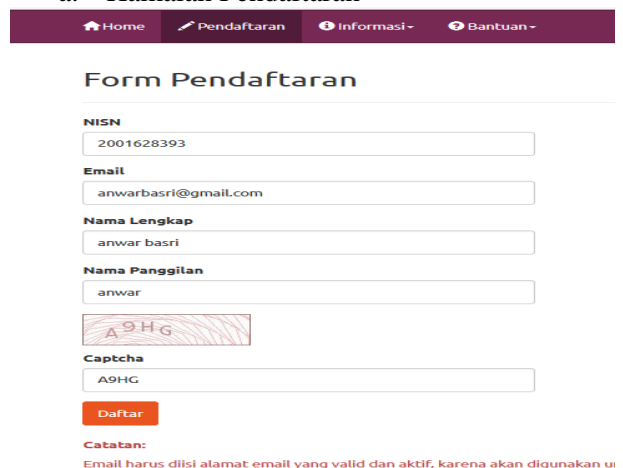 Home Pendaftaran Informasi Bantuan
Form Pendaftaran
NISN
2001628393
Email
anwarbasri@gmail.com
Nama Lengkap
anwar basri
Nama Panggilan
anwar
A9HG
Captcha
A9HG
Daftar
Catatan:
Email harus diisi alamat email yang valid dan aktif, karena akan digunakan